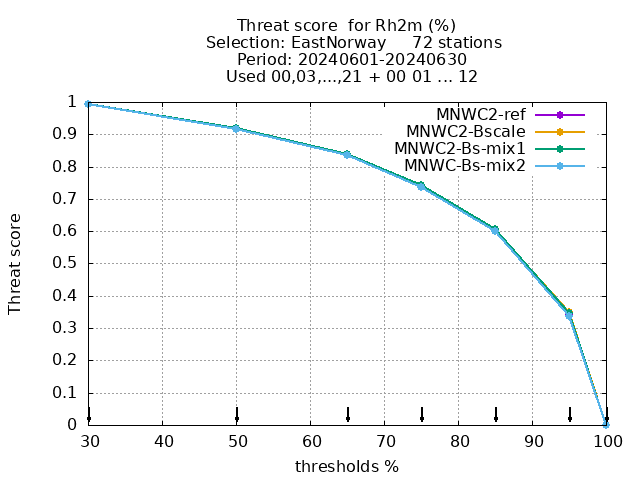 Threat score  for Rh2m (%)
Selection: EastNorway     72 stations
Period: 20240601-20240630
Used 00,03,...,21 + 00 01 ... 12
MNWC2-ref
MNWC2-Bscale
MNWC2-Bs-mix1
MNWC-Bs-mix2
Threat score
1
0.9
0.8
0.7
0.6
0.5
0.4
0.3
0.2
0.1
0
30 40 50 60 70 80 90 100
thresholds %